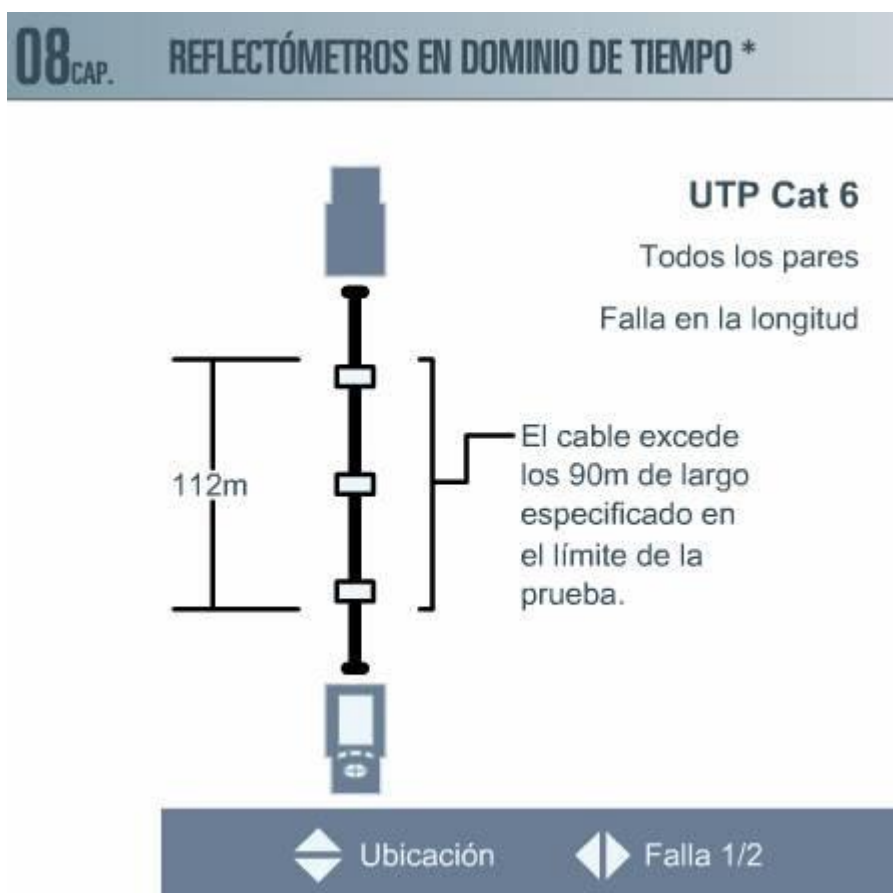 08CAP. REFLECTÓMETROS EN DOMINIO DE TIEMPO *
UTP Cat 6
Todos los pares
Falla en la longitud
112m
El cable excede
los 90m de largo
especificado en
el límite de la
prueba.
Ubicación
Falla 1/2